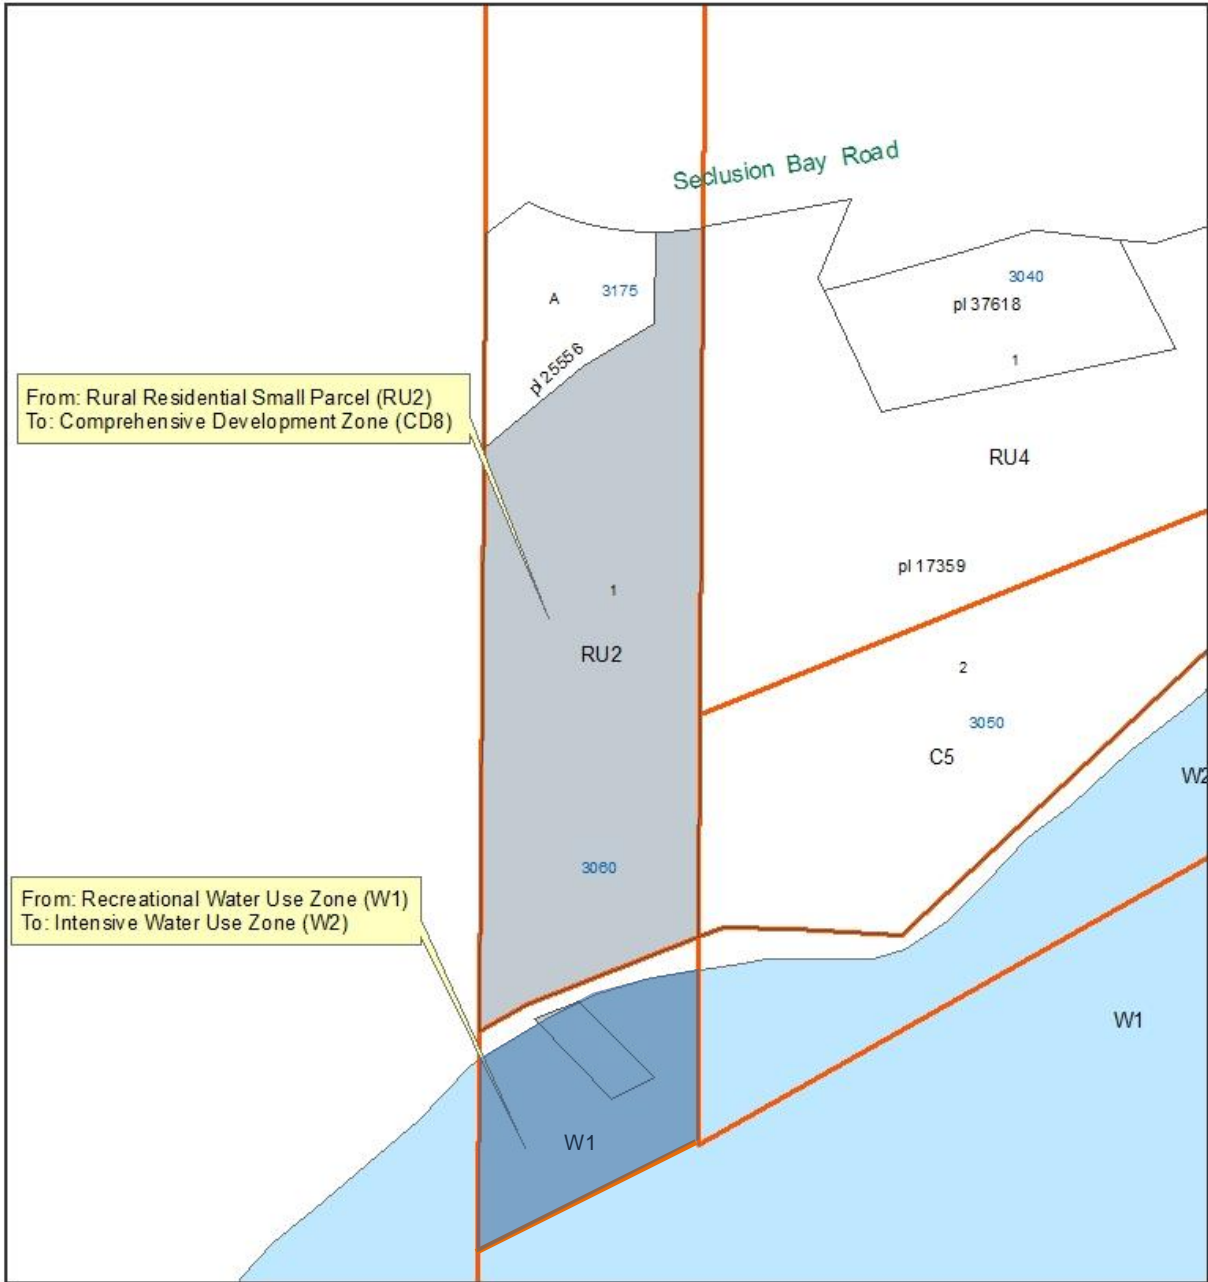 Seclusion Bay Road
3040
3175
A
pl 37618
1
pl 25556
From: Rural Residential Small Parcel (RU2)
To: Comprehensive Development Zone (CD8)
RU4
pl 17359
1
RU2
2
3050
C5
W2
3060
From: Recreational Water Use Zone (W1)
To: Intensive Water Use Zone (W2)
W1
W1